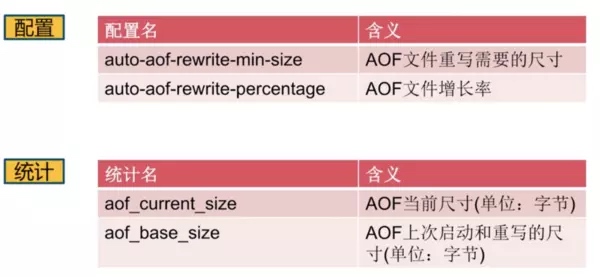 配置
配置名 含义
auto-aof-rewrite-min-size AOF文件重写需要的尺寸
auto-aof-rewrite-percentage AOF文件增长率
统计
统计名 含义
aof_current_size AOF当前尺寸(单位：字节)
aof_base_size AOF上次启动和重写的尺
寸(单位：字节)